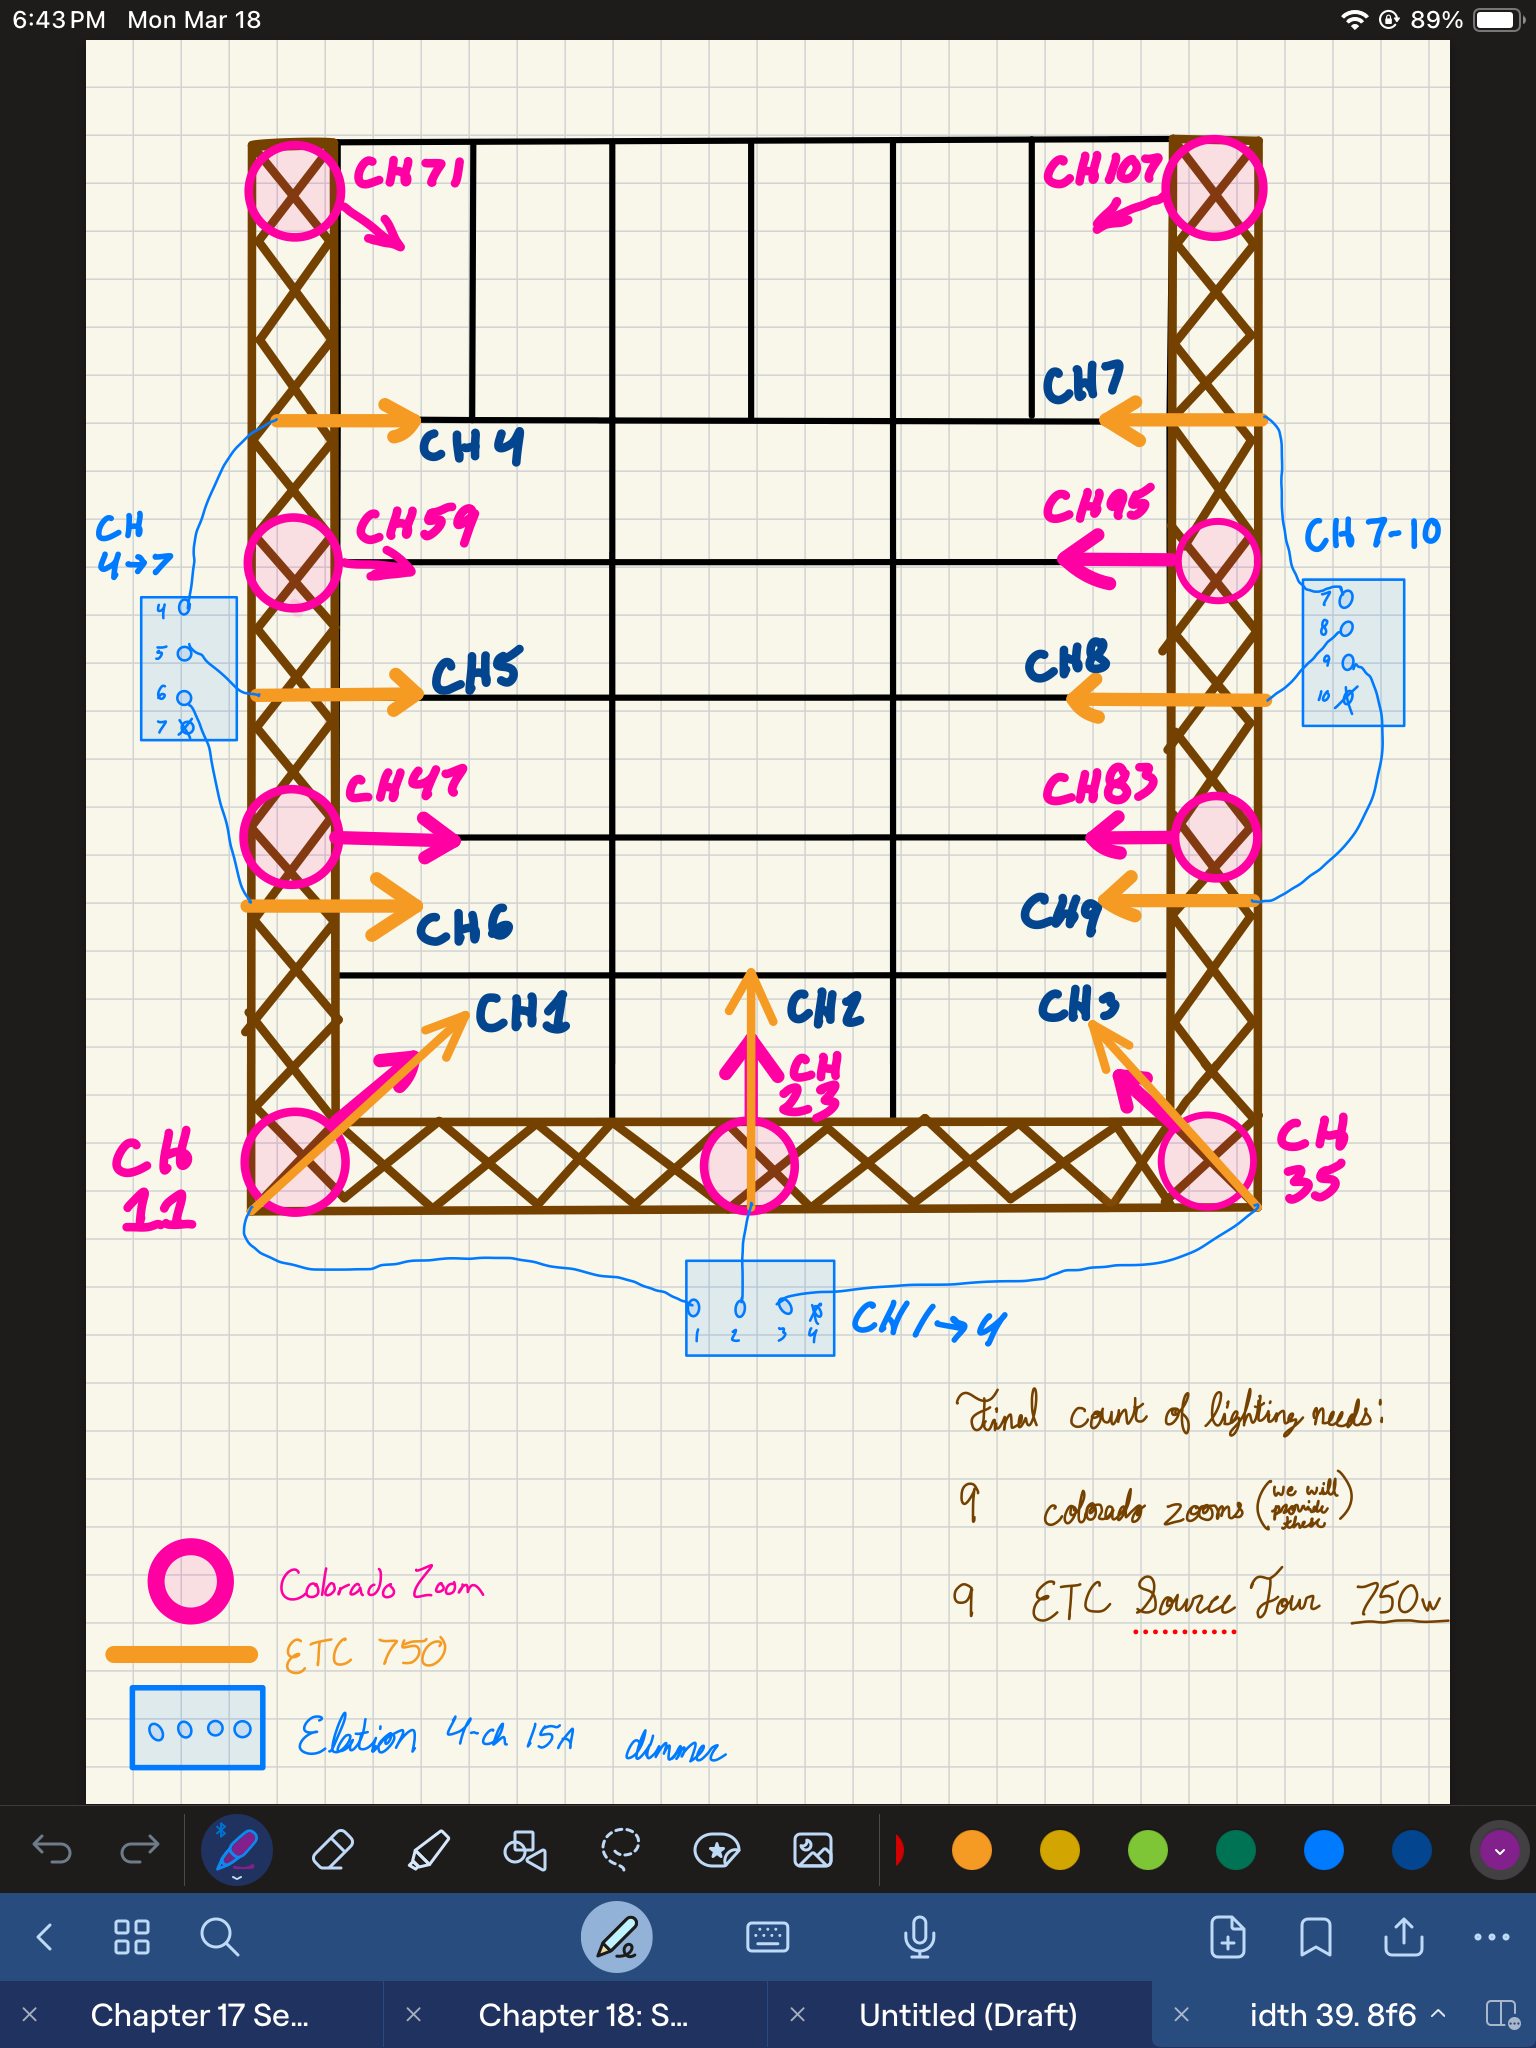 6:43 PM Mon Mar 18
89%
CH 71
CH107
CH7
CH 4
CH59
CH95
CH
4→7
CH 7-10
4
5
6
7
7
8
9
10
CH5
CH8
CH47
CH83
CH6
CH9
CH1
CH2
CH3
CH
23
CH
11
CH
35
1 2 3 4
CH 1→4
Final count of lighting needs:
9 colorado zooms (we will
provide
these)
9 ETC Source Four 750w
Colorado Zoom
ETC 750
Elation 4-ch 15A dimmer
Chapter 17 Se...
Chapter 18: S...
Untitled (Draft)
idth 39. 8f6